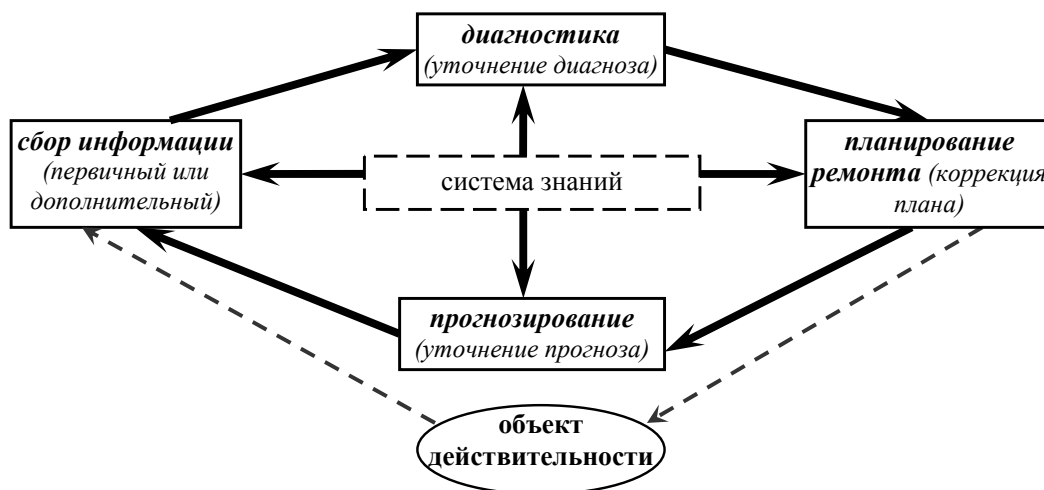 диагностика
(уточнение диагноза)
сбор информации
(первичный или
дополнительный)
система знаний
планирование
ремонта (коррекция
плана)
прогнозирование
(уточнение прогноза)
объект
действительности